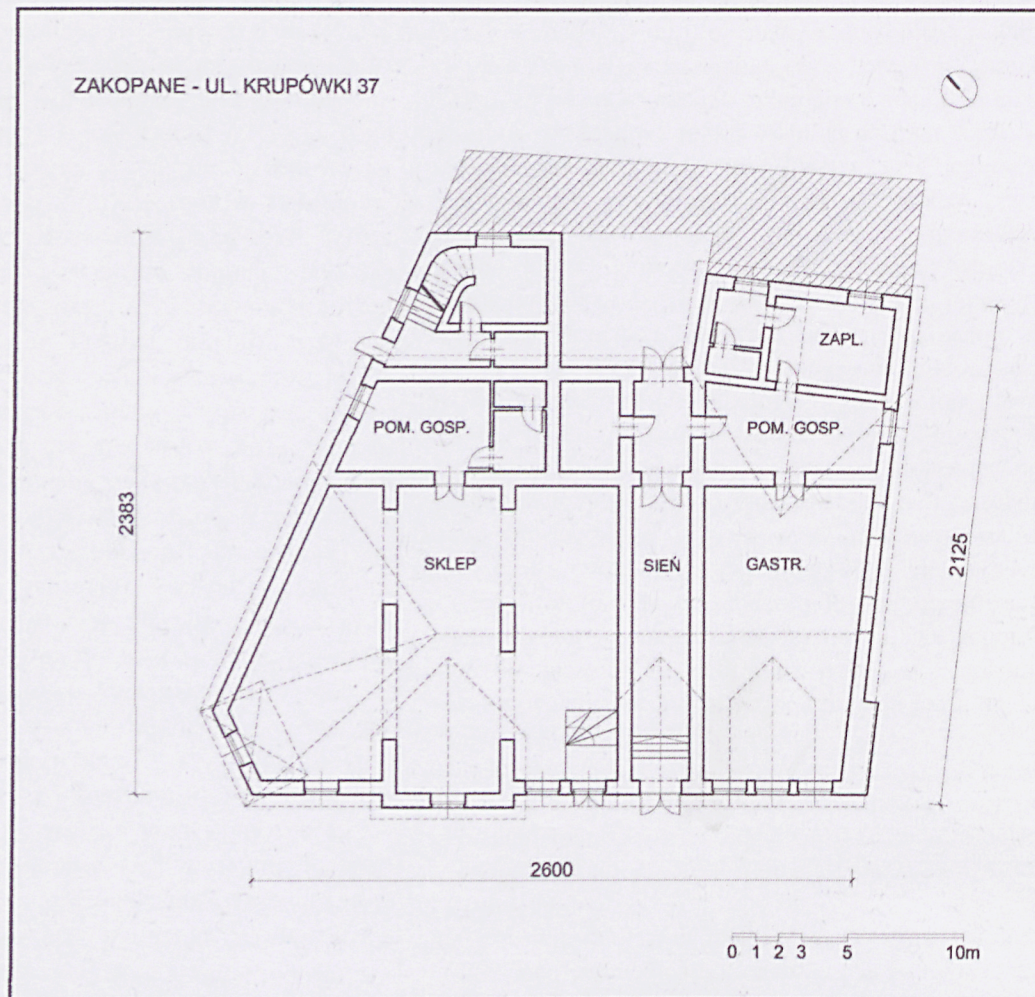 ZAKOPANE - UL. KRUPÓWKI 37
ZAPL.
POM. GOSP.
POM. GOSP.
2383
SKLEP
SIEŃ
GASTR.
2125
2600
0 1 2 3 5 10m